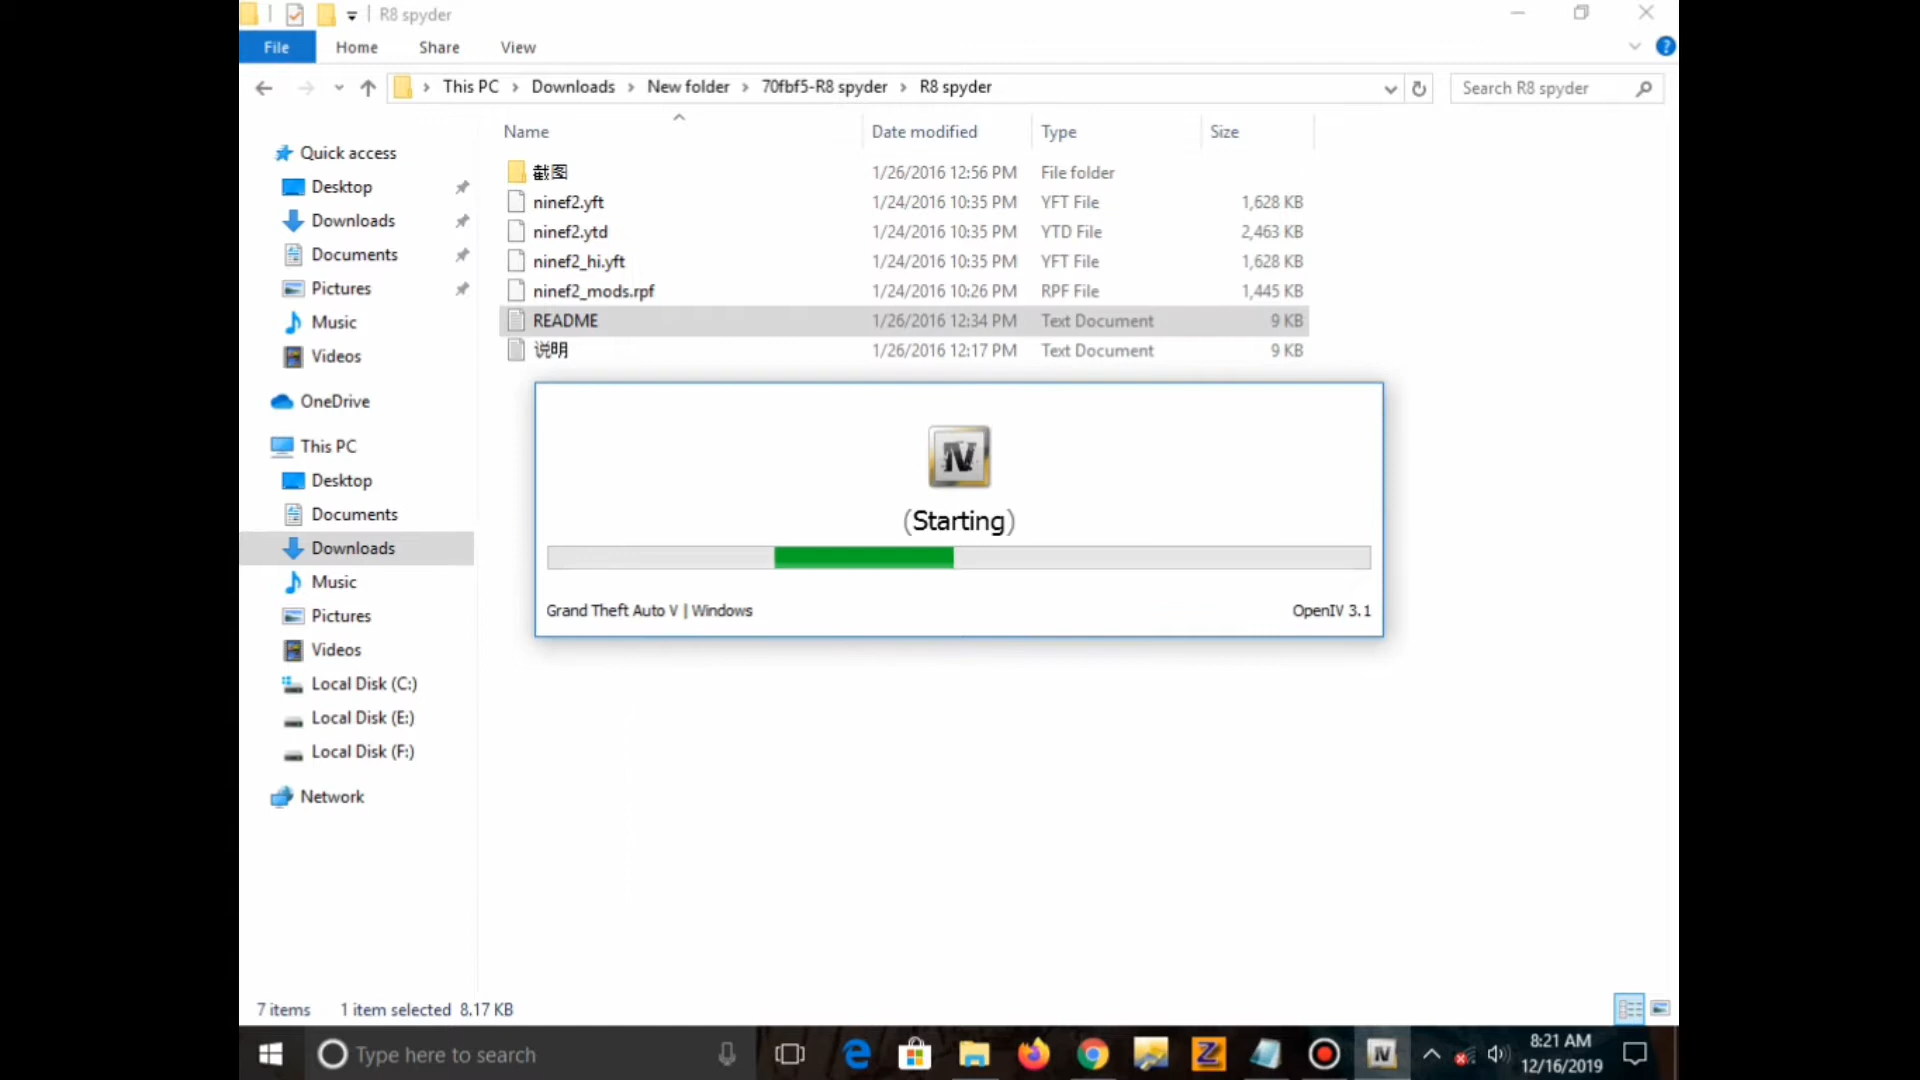 R8 spyder
File Home Share View
This PC Downloads New folder 70fbf5-R8 spyder R8 spyder Search R8 spyder
Name Date modified Type Size
Quick access
Desktop
Downloads
Documents
Pictures
Music
Videos
OneDrive
This PC
Desktop
Documents
Downloads
Music
Pictures
Videos
Local Disk (C:)
Local Disk (E:)
Local Disk (F:)
Network
截图 1/26/2016 12:56 PM File folder
ninef2.yft 1/24/2016 10:35 PM YFT File 1,628 KB
ninef2.ytd 1/24/2016 10:35 PM YTD File 2,463 KB
ninef2_hi.yft 1/24/2016 10:35 PM YFT File 1,628 KB
ninef2_mods.rpf 1/24/2016 10:26 PM RPF File 1,445 KB
README 1/26/2016 12:34 PM Text Document 9 KB
说明 1/26/2016 12:17 PM Text Document 9 KB
IV
(Starting)
Grand Theft Auto V | Windows OpenIV 3.1
7 items 1 item selected 8.17 KB
Type here to search
8:21 AM
12/16/2019